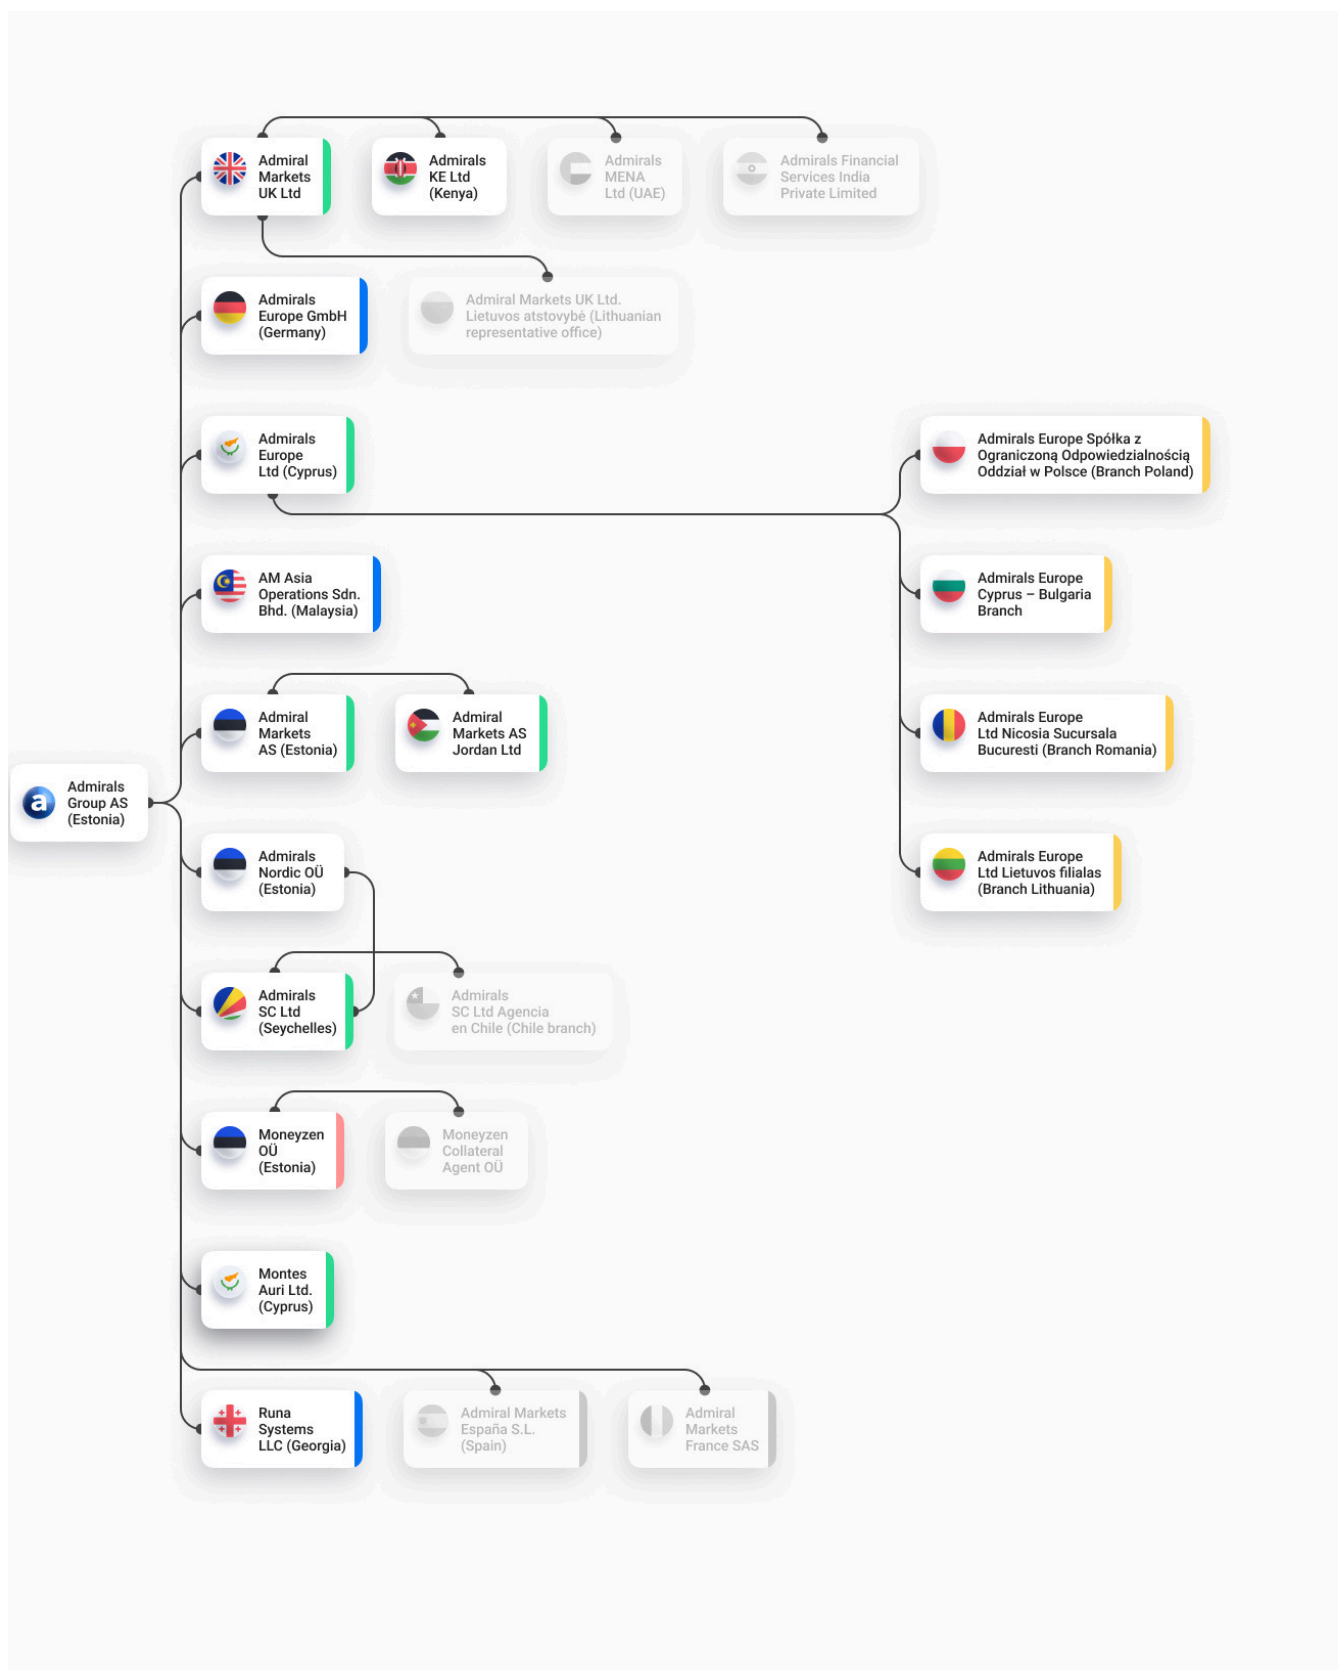 Admiral
Markets
UK Ltd
Admirals
KE Ltd
(Kenya)
Admirals
MENA
Ltd (UAE)
Admirals Financial
Services India
Private Limited
Admirals
Europe GmbH
(Germany)
Admiral Markets UK Ltd.
Lietuvos atstovybė (Lithuanian
representative office)
Admirals
Europe
Ltd (Cyprus)
Admirals Europe Spółka z
Ograniczoną Odpowiedzialnością
Oddział w Polsce (Branch Poland)
AM Asia
Operations Sdn.
Bhd. (Malaysia)
Admirals Europe
Cyprus – Bulgaria
Branch
Admiral
Markets
AS (Estonia)
Admiral
Markets AS
Jordan Ltd
Admirals Europe
Ltd Nicosia Sucursala
Bucuresti (Branch Romania)
a
Admirals
Group AS
(Estonia)
Admirals
Nordic OÜ
(Estonia)
Admirals Europe
Ltd Lietuvos filialas
(Branch Lithuania)
Admirals
SC Ltd
(Seychelles)
Admirals
SC Ltd Agencia
en Chile (Chile branch)
Moneyzen
OÜ
(Estonia)
Moneyzen
Collateral
Agent OÜ
Montes
Auri Ltd.
(Cyprus)
Runa
Systems
LLC (Georgia)
Admiral Markets
España S.L.
(Spain)
Admiral
Markets
France SAS